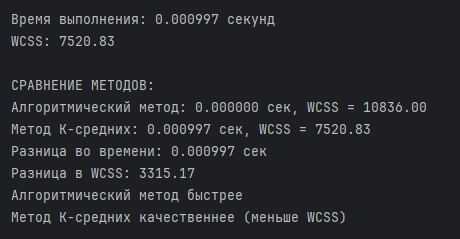 Время выполнения: 0.000997 секунд
WCSS: 7520.83
СРАВНЕНИЕ МЕТОДОВ:
Алгоритмический метод: 0.000000 сек, WCSS = 10836.00
Метод К-средних: 0.000997 сек, WCSS = 7520.83
Разница во времени: 0.000997 сек
Разница в WCSS: 3315.17
Алгоритмический метод быстрее
Метод К-средних качественнее (меньше WCSS)